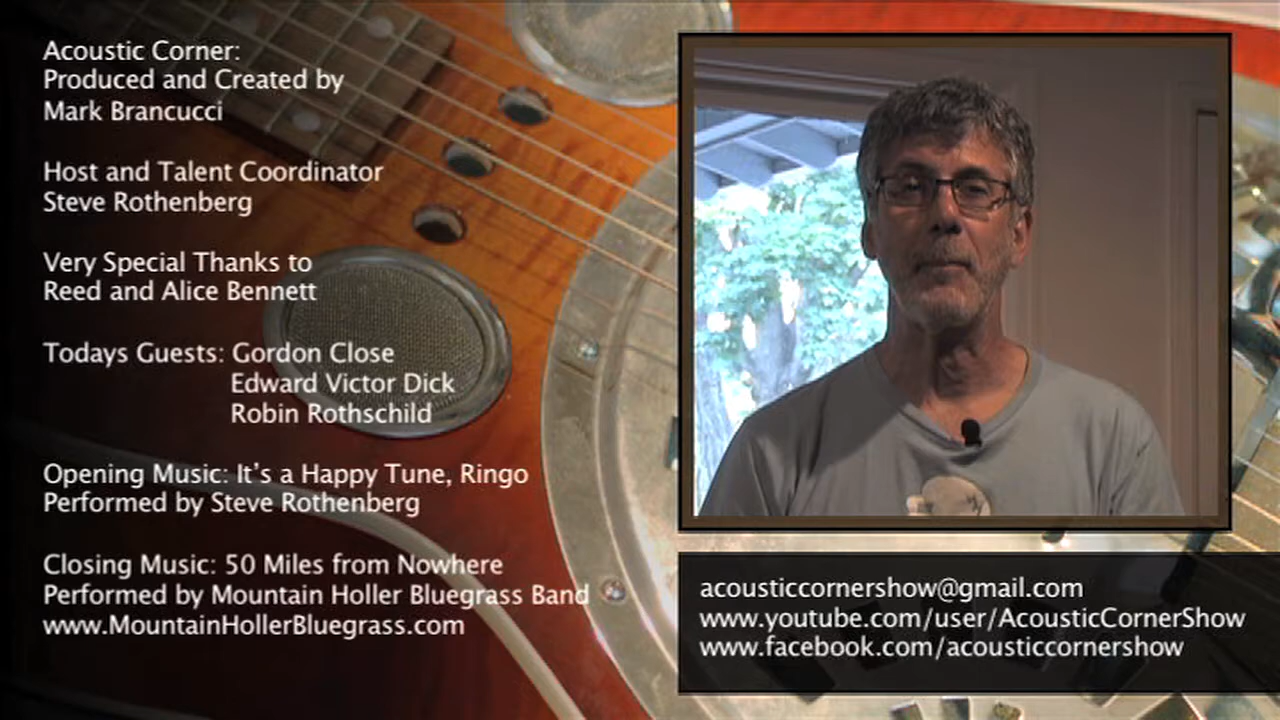 Acoustic Corner:
Produced and Created by
Mark Brancucci
Host and Talent Coordinator
Steve Rothenberg
Very Special Thanks to
Reed and Alice Bennett
Todays Guests: Gordon Close
Edward Victor Dick
Robin Rothschild
Opening Music: It's a Happy Tune, Ringo
Performed by Steve Rothenberg
Closing Music: 50 Miles from Nowhere
Performed by Mountain Holler Bluegrass Band
www.MountainHollerBluegrass.com
acousticcornershow@gmail.com
www.youtube.com/user/AcousticCornerShow
www.facebook.com/acousticcornershow